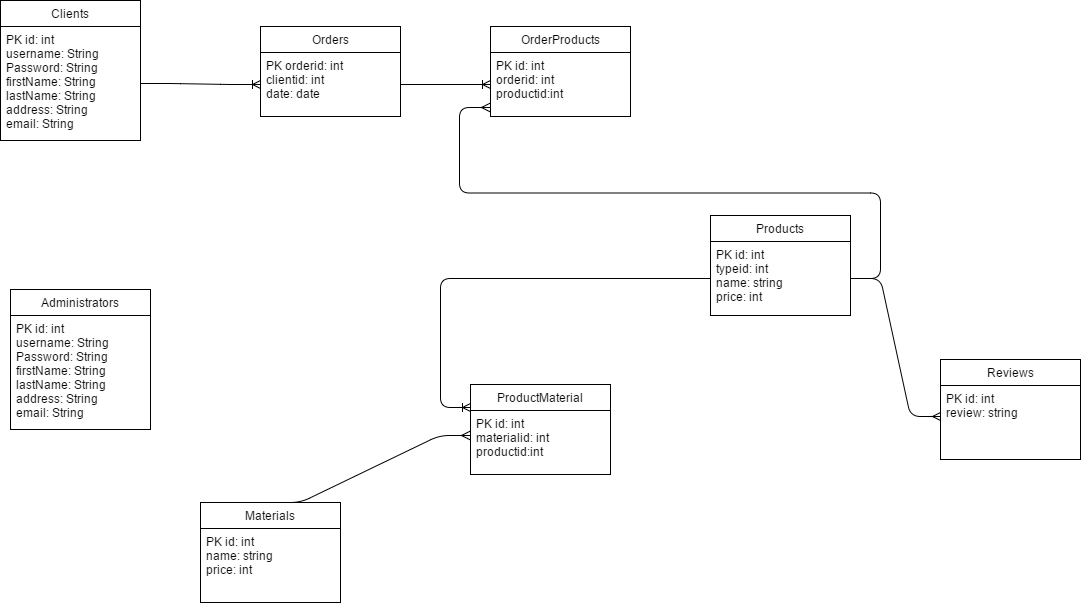 Clients
PK id: int
username: String
Password: String
firstName: String
lastName: String
address: String
email: String
Orders
PK orderid: int
clientid: int
date: date
OrderProducts
PK id: int
orderid: int
productid:int
Products
PK id: int
typeid: int
name: string
price: int
Administrators
PK id: int
username: String
Password: String
firstName: String
lastName: String
address: String
email: String
Reviews
PK id: int
review: string
ProductMaterial
PK id: int
materialid: int
productid:int
Materials
PK id: int
name: string
price: int